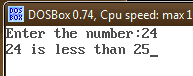 DOSBox 0.74, Cpu speed: max 1
Enter the number:24
24 is less than 25_